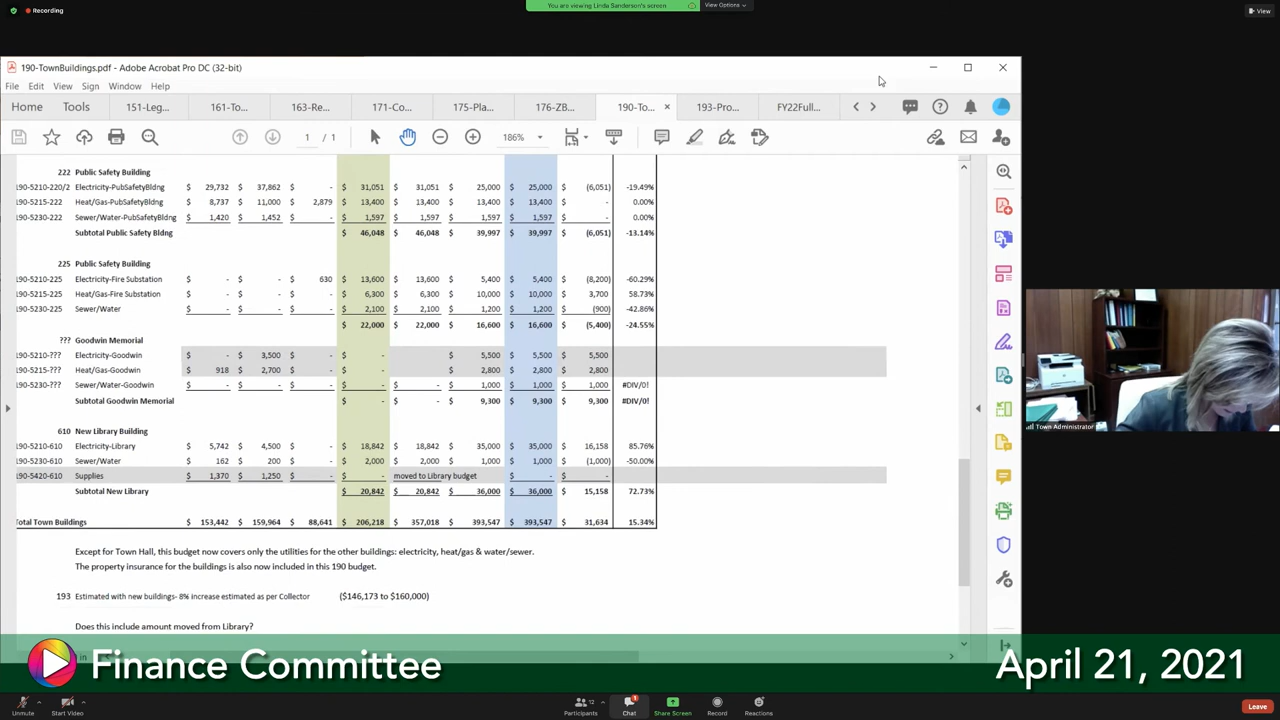 Recording
You are viewing Linda Sanderson's screen
View Options
View
190-TownBuildings.pdf - Adobe Acrobat Pro DC (32-bit)
File Edit View Sign Window Help
Home Tools 151-Leg... 161-To... 163-Re... 171-Co... 175-Pla... 176-ZB... 190-To... × 193-Pro... FY22Full...
1 / 1 186%
222 Public Safety Building
190-5210-220/2 Electricity-PubSafetyBldng $ 29,732 $ 37,862 $ - $ 31,051 $ 31,051 $ 25,000 $ 25,000 $ (6,051) -19.49%
190-5215-222 Heat/Gas-PubSafetyBldng $ 8,737 $ 11,000 $ 2,879 $ 13,400 $ 13,400 $ 13,400 $ 13,400 $ - 0.00%
190-5230-222 Sewer/Water-PubSafetyBldng $ 1,420 $ 1,452 $ - $ 1,597 $ 1,597 $ 1,597 $ 1,597 $ - 0.00%
Subtotal Public Safety Bldng $ 46,048 $ 46,048 $ 39,997 $ 39,997 $ (6,051) -13.14%
225 Public Safety Building
190-5210-225 Electricity-Fire Substation $ - $ - $ 630 $ 13,600 $ 13,600 $ 5,400 $ 5,400 $ (8,200) -60.29%
190-5215-225 Heat/Gas-Fire Substation $ - $ - $ - $ 6,300 $ 6,300 $ 10,000 $ 10,000 $ 3,700 58.73%
190-5230-225 Sewer/Water $ - $ - $ - $ 2,100 $ 2,100 $ 1,200 $ 1,200 $ (900) -42.86%
$ 22,000 $ 22,000 $ 16,600 $ 16,600 $ (5,400) -24.55%
??? Goodwin Memorial
190-5210-??? Electricity-Goodwin $ - $ 3,500 $ - $ - $ 5,500 $ 5,500 $ 5,500
190-5215-??? Heat/Gas-Goodwin $ 918 $ 2,700 $ - $ - $ 2,800 $ 2,800 $ 2,800
190-5230-??? Sewer/Water-Goodwin $ - $ - $ - $ - $ - $ 1,000 $ 1,000 $ 1,000 #DIV/0!
Subtotal Goodwin Memorial $ - $ - $ 9,300 $ 9,300 $ 9,300 #DIV/0!
610 New Library Building
190-5210-610 Electricity-Library $ 5,742 $ 4,500 $ - $ 18,842 $ 18,842 $ 35,000 $ 35,000 $ 16,158 85.76%
190-5230-610 Sewer/Water $ 162 $ 200 $ - $ 2,000 $ 2,000 $ 1,000 $ 1,000 $ (1,000) -50.00%
190-5420-610 Supplies $ 1,370 $ 1,250 $ - $ - moved to Library budget $ - $ -
Subtotal New Library $ 20,842 $ 20,842 $ 36,000 $ 36,000 $ 15,158 72.73%
Total Town Buildings $ 153,442 $ 159,964 $ 88,641 $ 206,218 $ 357,018 $ 393,547 $ 393,547 $ 31,634 15.34%
Except for Town Hall, this budget now covers only the utilities for the other buildings: electricity, heat/gas & water/sewer.
The property insurance for the buildings is also now included in this 190 budget.
193 Estimated with new buildings- 8% increase estimated as per Collector ($146,173 to $160,000)
Does this include amount moved from Library?
Town Administrator
Finance Committee
April 21, 2021
Unmute Start Video Participants 12 Chat 1 Share Screen Record Reactions Leave